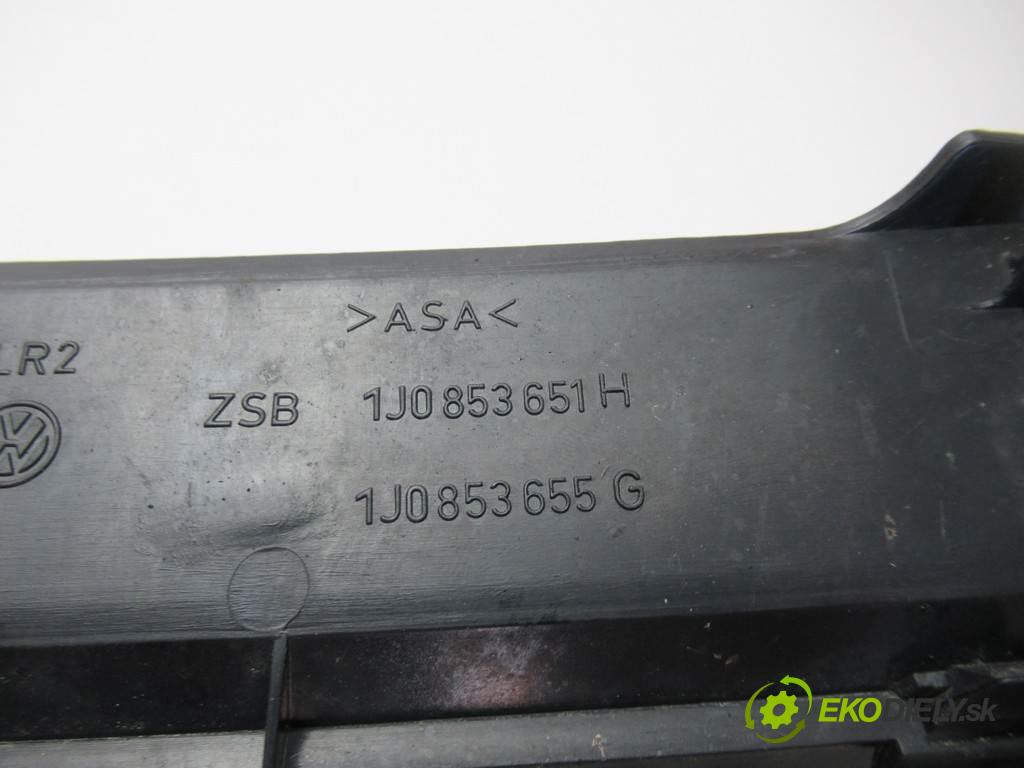 >ASA<
LR2
ZSB 1J0 853 651 H
1J0 853 655 G
EKODIELY.sk